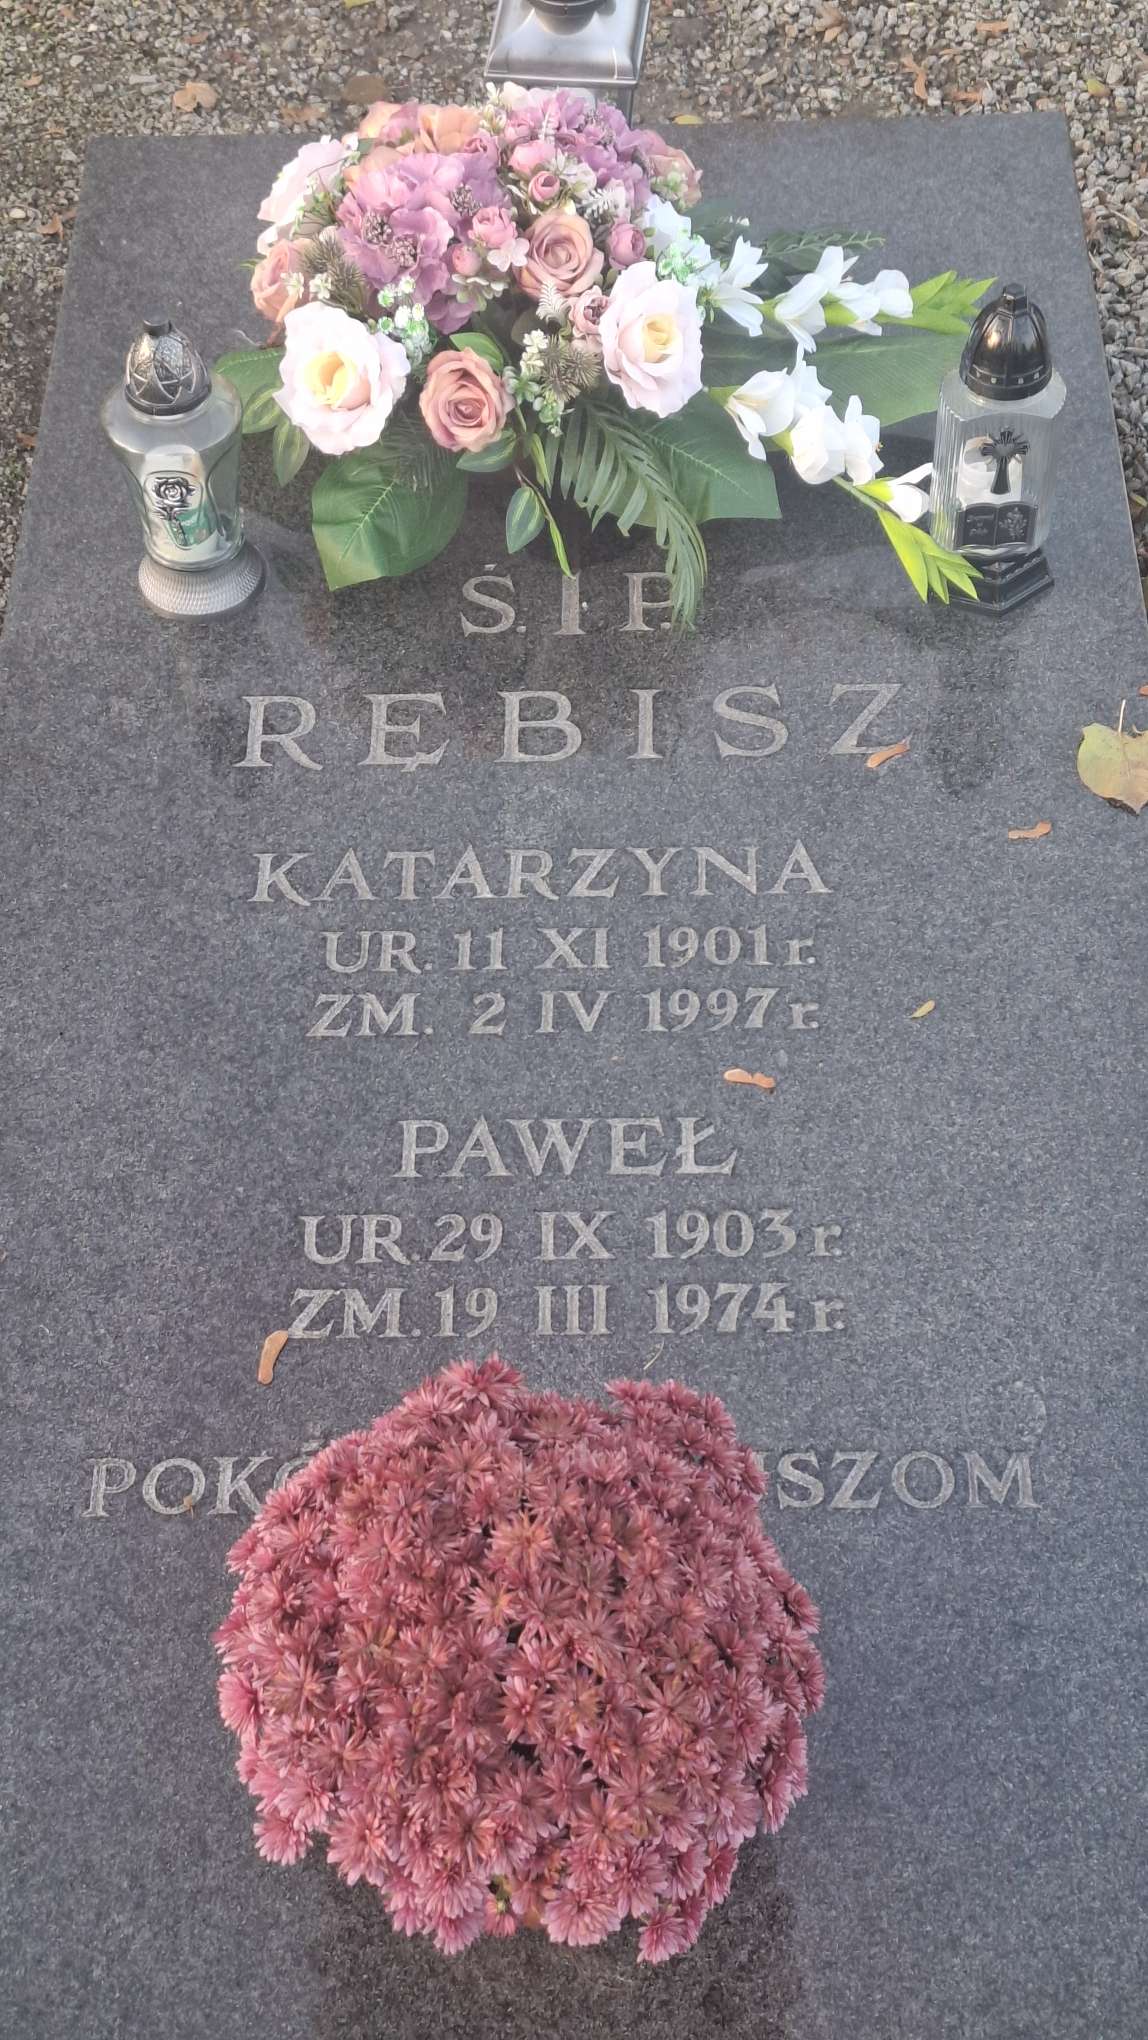 Ś. I P.
RĘBISZ
KATARZYNA
UR. 11 XI 1901 r.
ZM. 2 IV 1997 r.
PAWEŁ
UR. 29 IX 1903 r.
ZM. 19 III 1974 r.